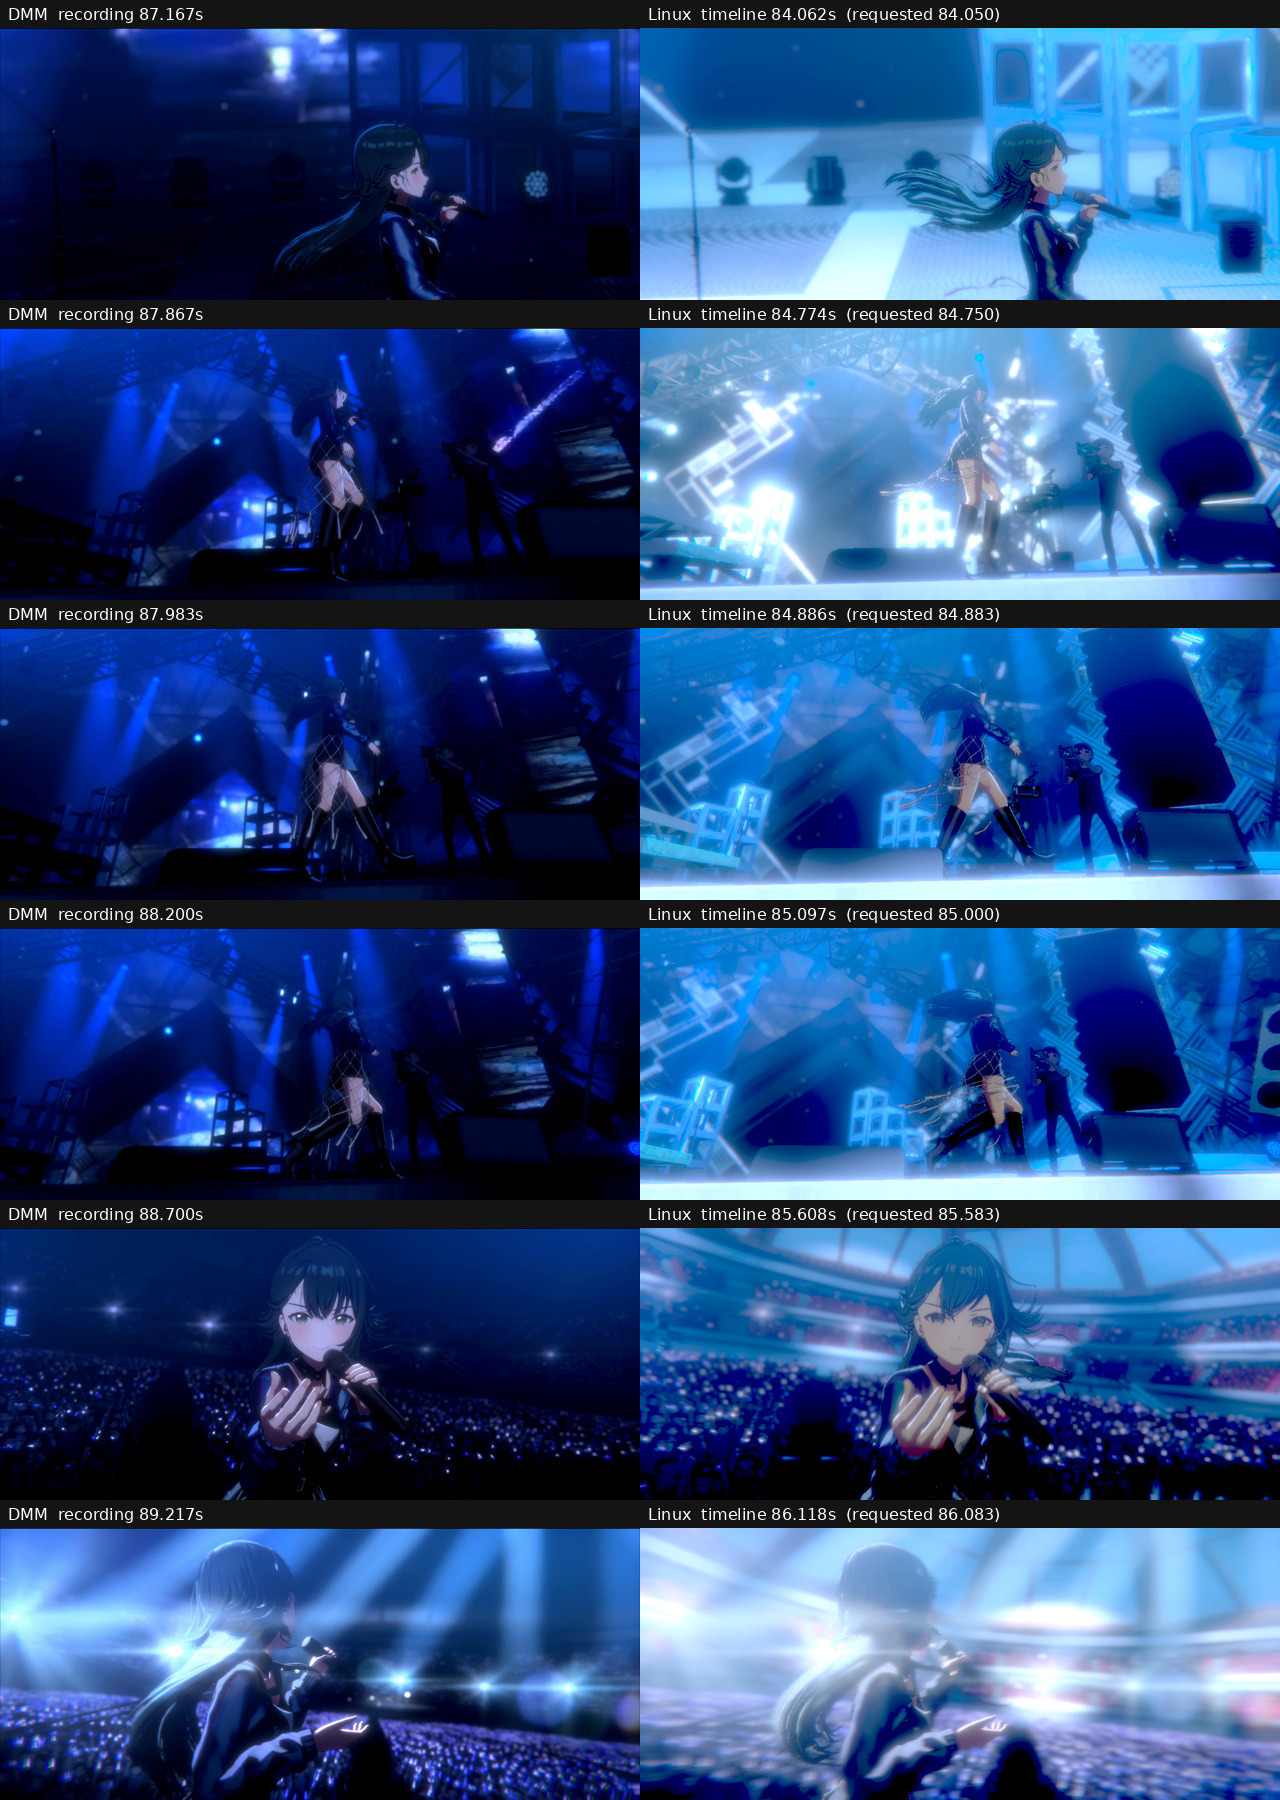 DMM  recording 87.167s
Linux  timeline 84.062s  (requested 84.050)
DMM  recording 87.867s
Linux  timeline 84.774s  (requested 84.750)
DMM  recording 87.983s
Linux  timeline 84.886s  (requested 84.883)
DMM  recording 88.200s
Linux  timeline 85.097s  (requested 85.000)
DMM  recording 88.700s
Linux  timeline 85.608s  (requested 85.583)
DMM  recording 89.217s
Linux  timeline 86.118s  (requested 86.083)